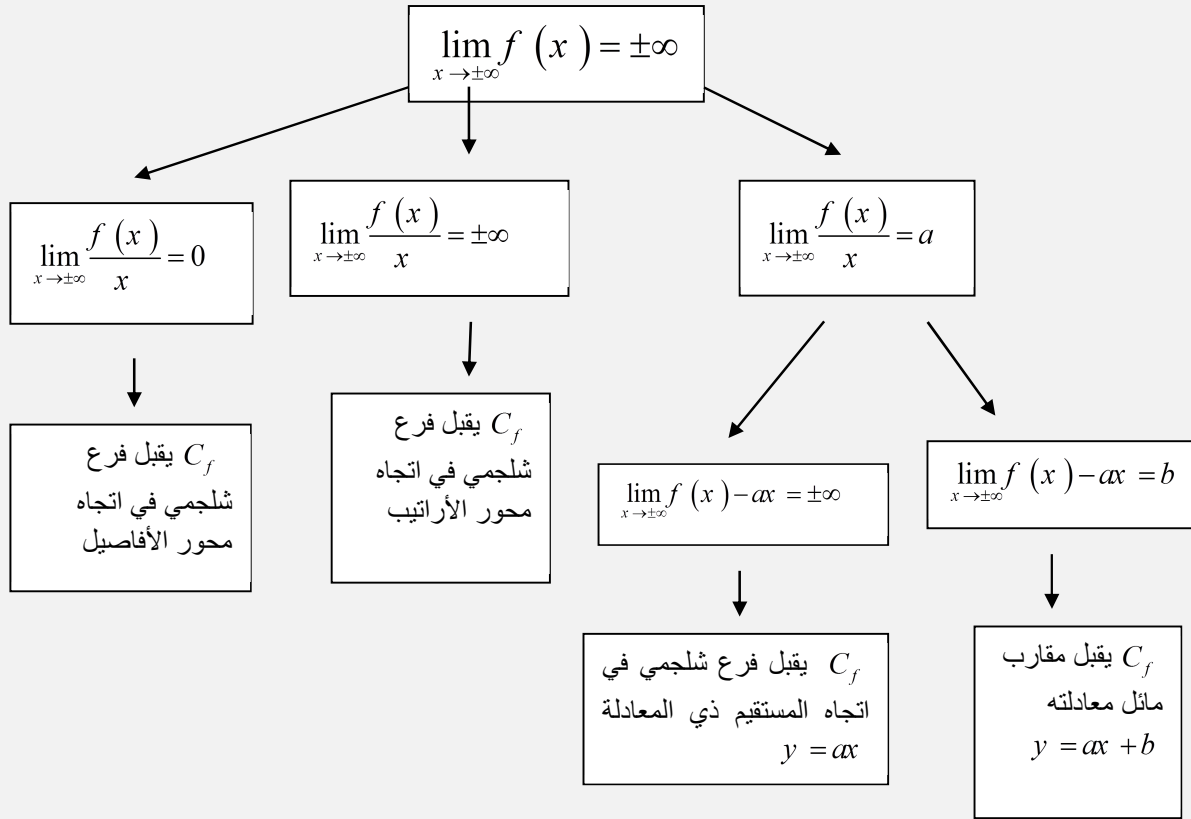 lim_{x→±∞} f (x) = ±∞
lim_{x→±∞} f (x)/x = 0
lim_{x→±∞} f (x)/x = ±∞
lim_{x→±∞} f (x)/x = a
C_f يقبل فرع
شلجمي في اتجاه
محور الأفاصيل
C_f يقبل فرع
شلجمي في اتجاه
محور الأراتيب
lim_{x→±∞} f (x) − ax = ±∞
lim_{x→±∞} f (x) − ax = b
C_f يقبل فرع شلجمي في
اتجاه المستقيم ذي المعادلة
y = ax
C_f يقبل مقارب
مائل معادلته
y = ax + b